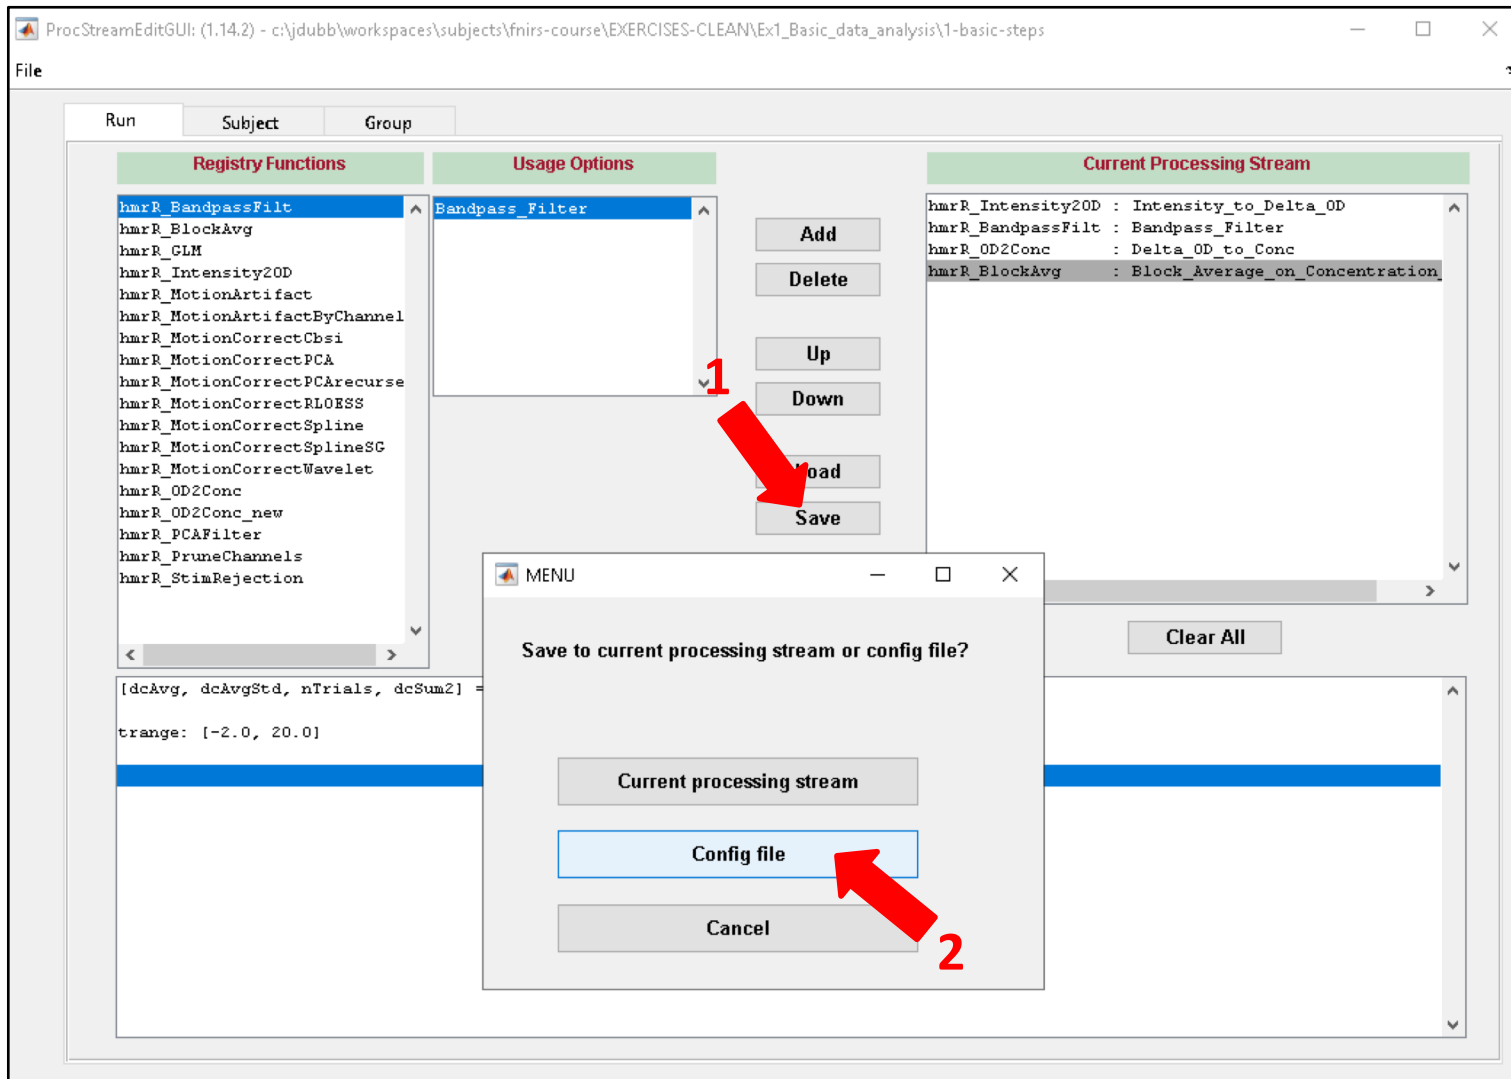 ProcStreamEditGUI: (1.14.2) - c:\jdubb\workspaces\subjects\fnirs-course\EXERCISES-CLEAN\Ex1_Basic_data_analysis\1-basic-steps
File
Run
Subject
Group
Registry Functions
hmrR_BandpassFilt
hmrR_BlockAvg
hmrR_GLM
hmrR_Intensity2OD
hmrR_MotionArtifact
hmrR_MotionArtifactByChannel
hmrR_MotionCorrectCbsi
hmrR_MotionCorrectPCA
hmrR_MotionCorrectPCArecurse
hmrR_MotionCorrectRLOESS
hmrR_MotionCorrectSpline
hmrR_MotionCorrectSplineSG
hmrR_MotionCorrectWavelet
hmrR_OD2Conc
hmrR_OD2Conc_new
hmrR_PCAFilter
hmrR_PruneChannels
hmrR_StimRejection
Usage Options
Bandpass_Filter
Add
Delete
Up
Down
1
Save
Current Processing Stream
hmrR_Intensity2OD : Intensity_to_Delta_OD
hmrR_BandpassFilt : Bandpass_Filter
hmrR_OD2Conc : Delta_OD_to_Conc
hmrR_BlockAvg : Block_Average_on_Concentration_
Clear All
[dcAvg, dcAvgStd, nTrials, dcSum2] =
trange: [-2.0, 20.0]
MENU
Save to current processing stream or config file?
Current processing stream
Config file
Cancel
2